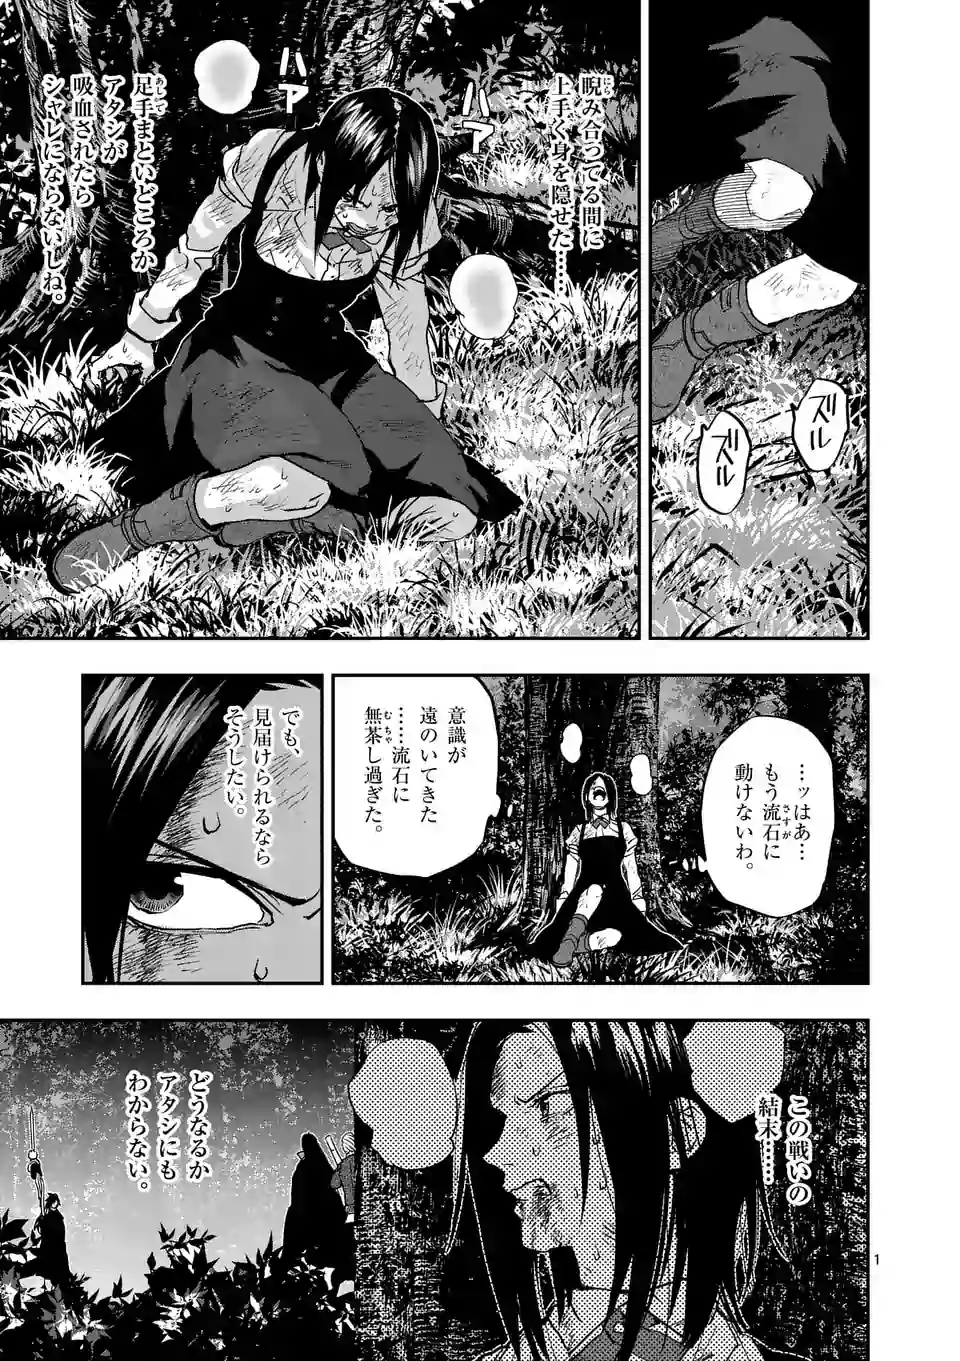 ズル
ズル
睨み合ってる間に
上手く身を隠せた……
ハァ
ハァ
足手まといどころか
アタシが
吸血されたら
シャレにならないしね。
…ッはあ…
もう流石に
動けないわ。
意識が
遠のいてきた
……流石に
無茶し過ぎた。
でも、
見届けられるなら
そうしたい。
この戦いの
結末……
どうなるか
アタシにも
わからない。
1